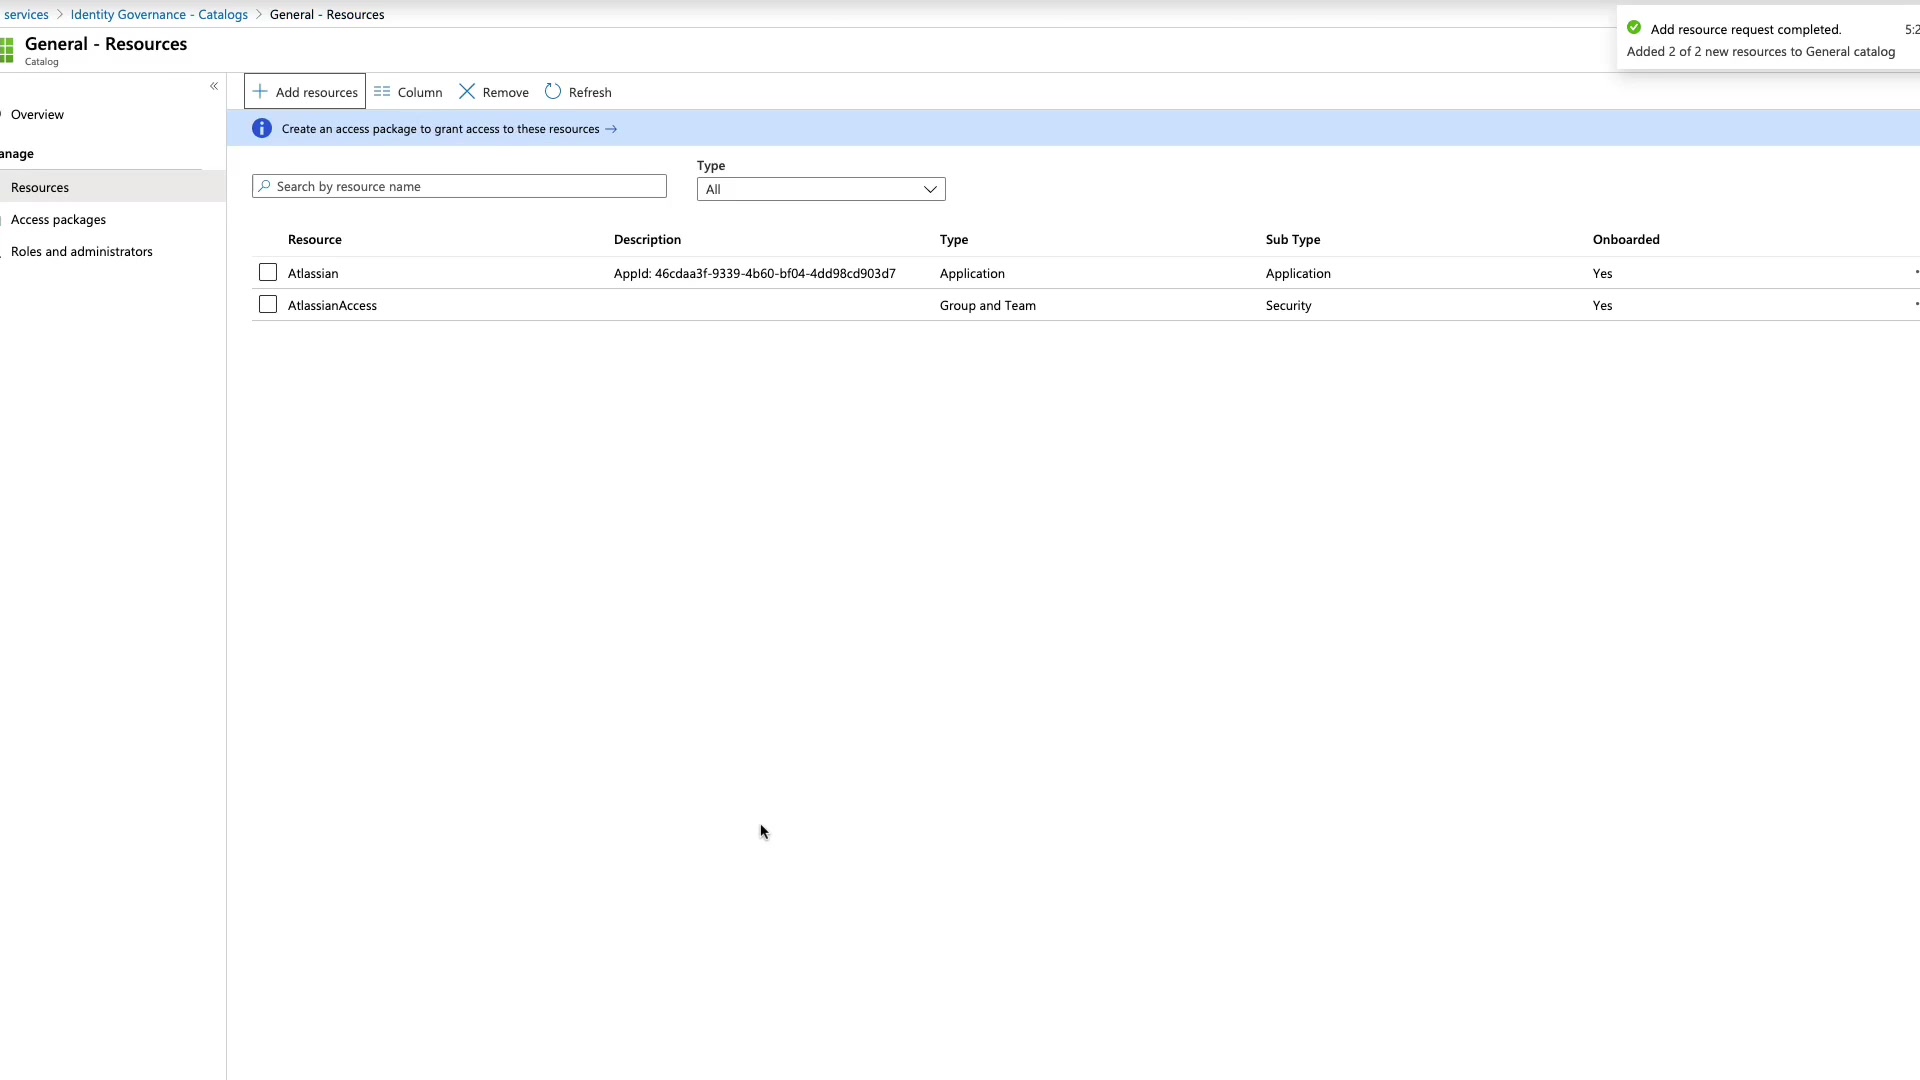 services > Identity Governance - Catalogs > General - Resources
General - Resources
Catalog
Add resource request completed.
Added 2 of 2 new resources to General catalog
«
Overview
anage
Resources
Access packages
Roles and administrators
Add resources Column Remove Refresh
Create an access package to grant access to these resources →
Type
Search by resource name
All
Resource Description Type Sub Type Onboarded
Atlassian AppId: 46cdaa3f-9339-4b60-bf04-4dd98cd903d7 Application Application Yes
AtlassianAccess Group and Team Security Yes